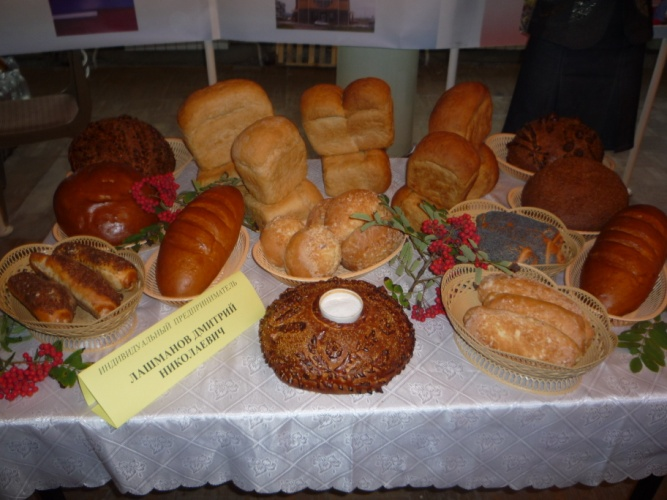 ИНДИВИДУАЛЬНЫЙ ПРЕДПРИНИМАТЕЛЬ
ЛАШМАНОВ ДМИТРИЙ
НИКОЛАЕВИЧ